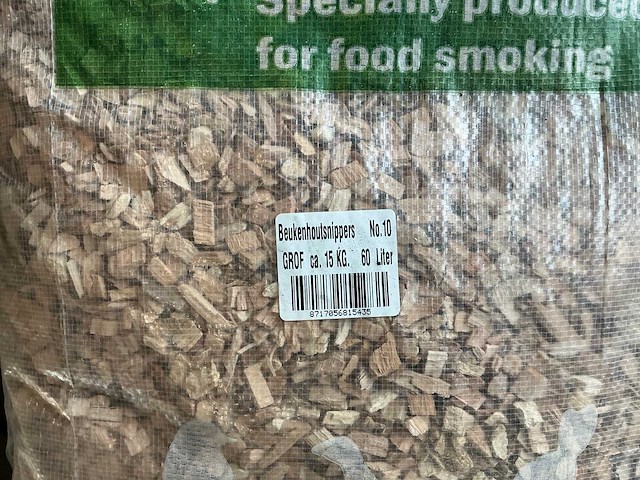 Specially produced
for food smoking
Beukenhoutsnippers No.10
GROF ca. 15 KG. 60 Liter
8717056815435